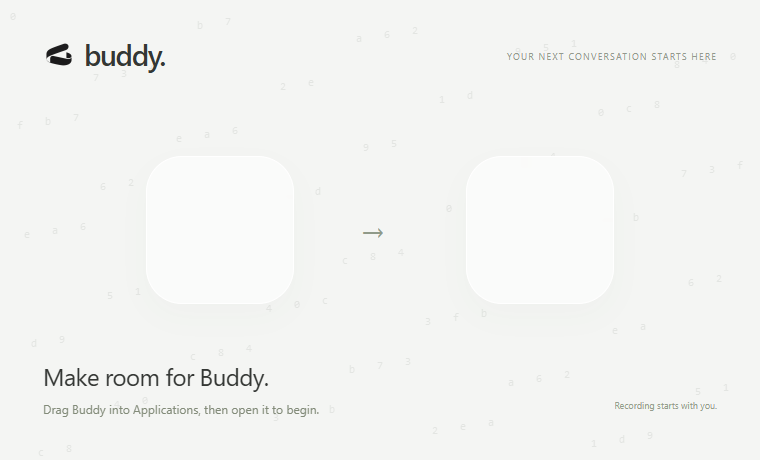 buddy.
YOUR NEXT CONVERSATION STARTS HERE
→
Make room for Buddy.
Drag Buddy into Applications, then open it to begin.
Recording starts with you.